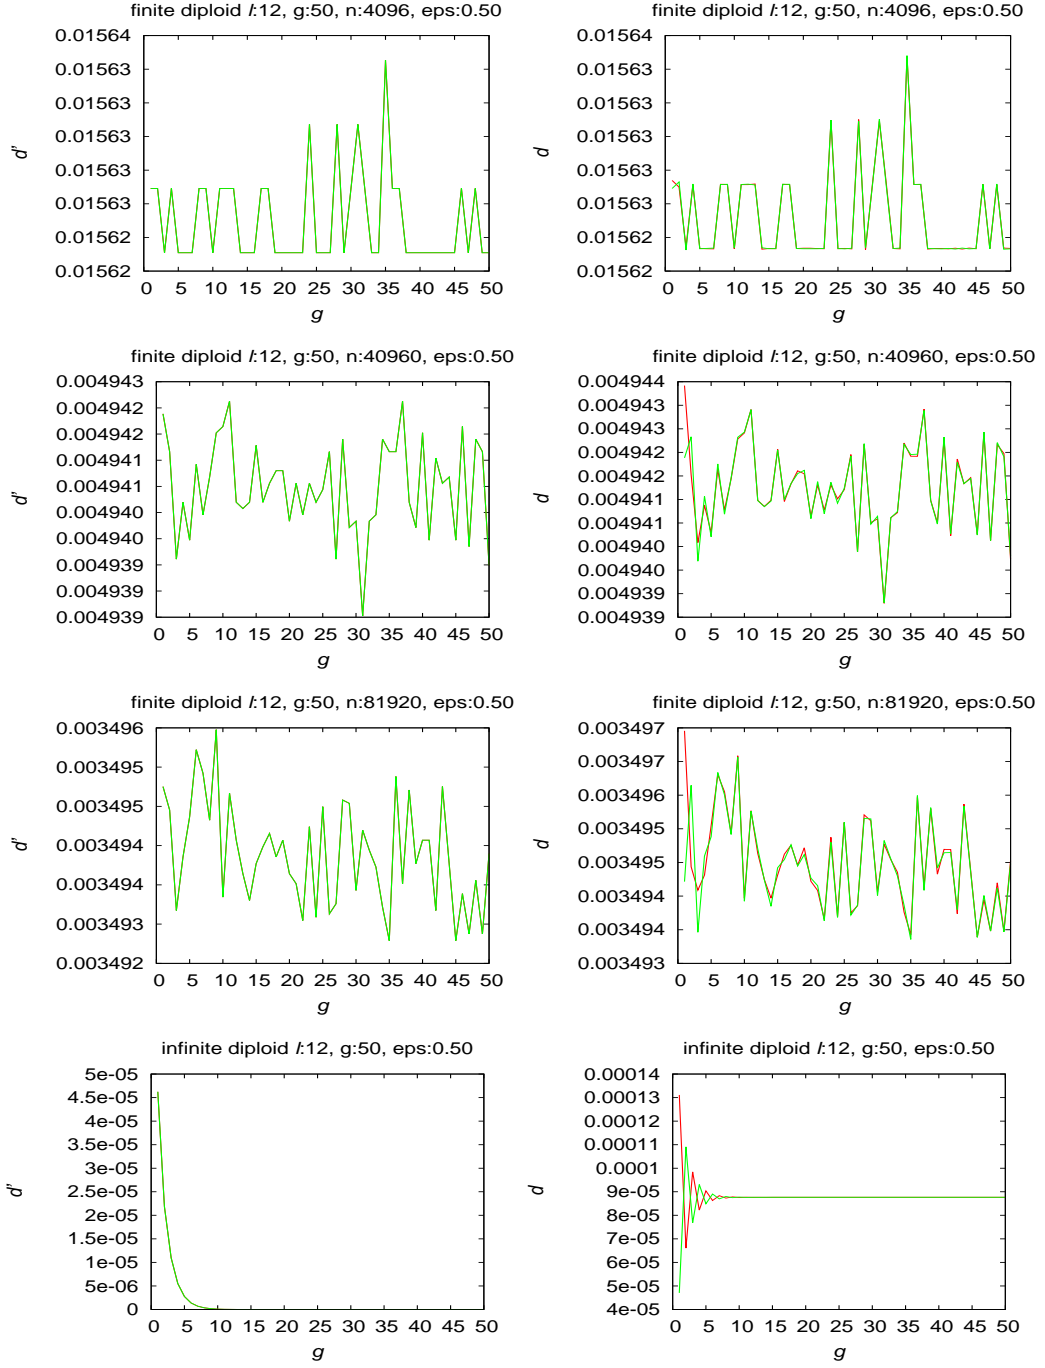 finite diploid l:12, g:50, n:4096, eps:0.50
0.01564
0.01563
0.01563
0.01563
0.01563
0.01563
0.01562
0.01562
d'
0 5 10 15 20 25 30 35 40 45 50
g
finite diploid l:12, g:50, n:4096, eps:0.50
0.01564
0.01563
0.01563
0.01563
0.01563
0.01563
0.01562
0.01562
d
0 5 10 15 20 25 30 35 40 45 50
g
finite diploid l:12, g:50, n:40960, eps:0.50
0.004943
0.004942
0.004942
0.004941
0.004941
0.004940
0.004940
0.004939
0.004939
d'
0 5 10 15 20 25 30 35 40 45 50
g
finite diploid l:12, g:50, n:40960, eps:0.50
0.004944
0.004943
0.004943
0.004942
0.004942
0.004941
0.004941
0.004940
0.004940
0.004939
0.004939
d
0 5 10 15 20 25 30 35 40 45 50
g
finite diploid l:12, g:50, n:81920, eps:0.50
0.003496
0.003495
0.003495
0.003494
0.003494
0.003493
0.003492
d'
0 5 10 15 20 25 30 35 40 45 50
g
finite diploid l:12, g:50, n:81920, eps:0.50
0.003497
0.003497
0.003496
0.003495
0.003495
0.003494
0.003494
0.003493
d
0 5 10 15 20 25 30 35 40 45 50
g
infinite diploid l:12, g:50, eps:0.50
5e-05
4.5e-05
4e-05
3.5e-05
3e-05
2.5e-05
2e-05
1.5e-05
1e-05
5e-06
0
d'
0 5 10 15 20 25 30 35 40 45 50
g
infinite diploid l:12, g:50, eps:0.50
0.00014
0.00013
0.00012
0.00011
0.0001
9e-05
8e-05
7e-05
6e-05
5e-05
4e-05
d
0 5 10 15 20 25 30 35 40 45 50
g